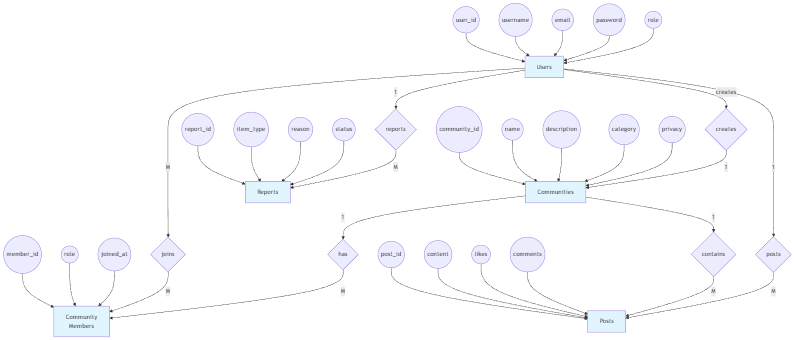 user_id
username
email
password
role
Users
1
creates
report_id
item_type
reason
status
reports
community_id
name
description
category
privacy
creates
M
M
1
1
Reports
Communities
1
1
member_id
role
joined_at
joins
has
post_id
content
likes
comments
contains
posts
M
M
M
M
Community
Members
Posts